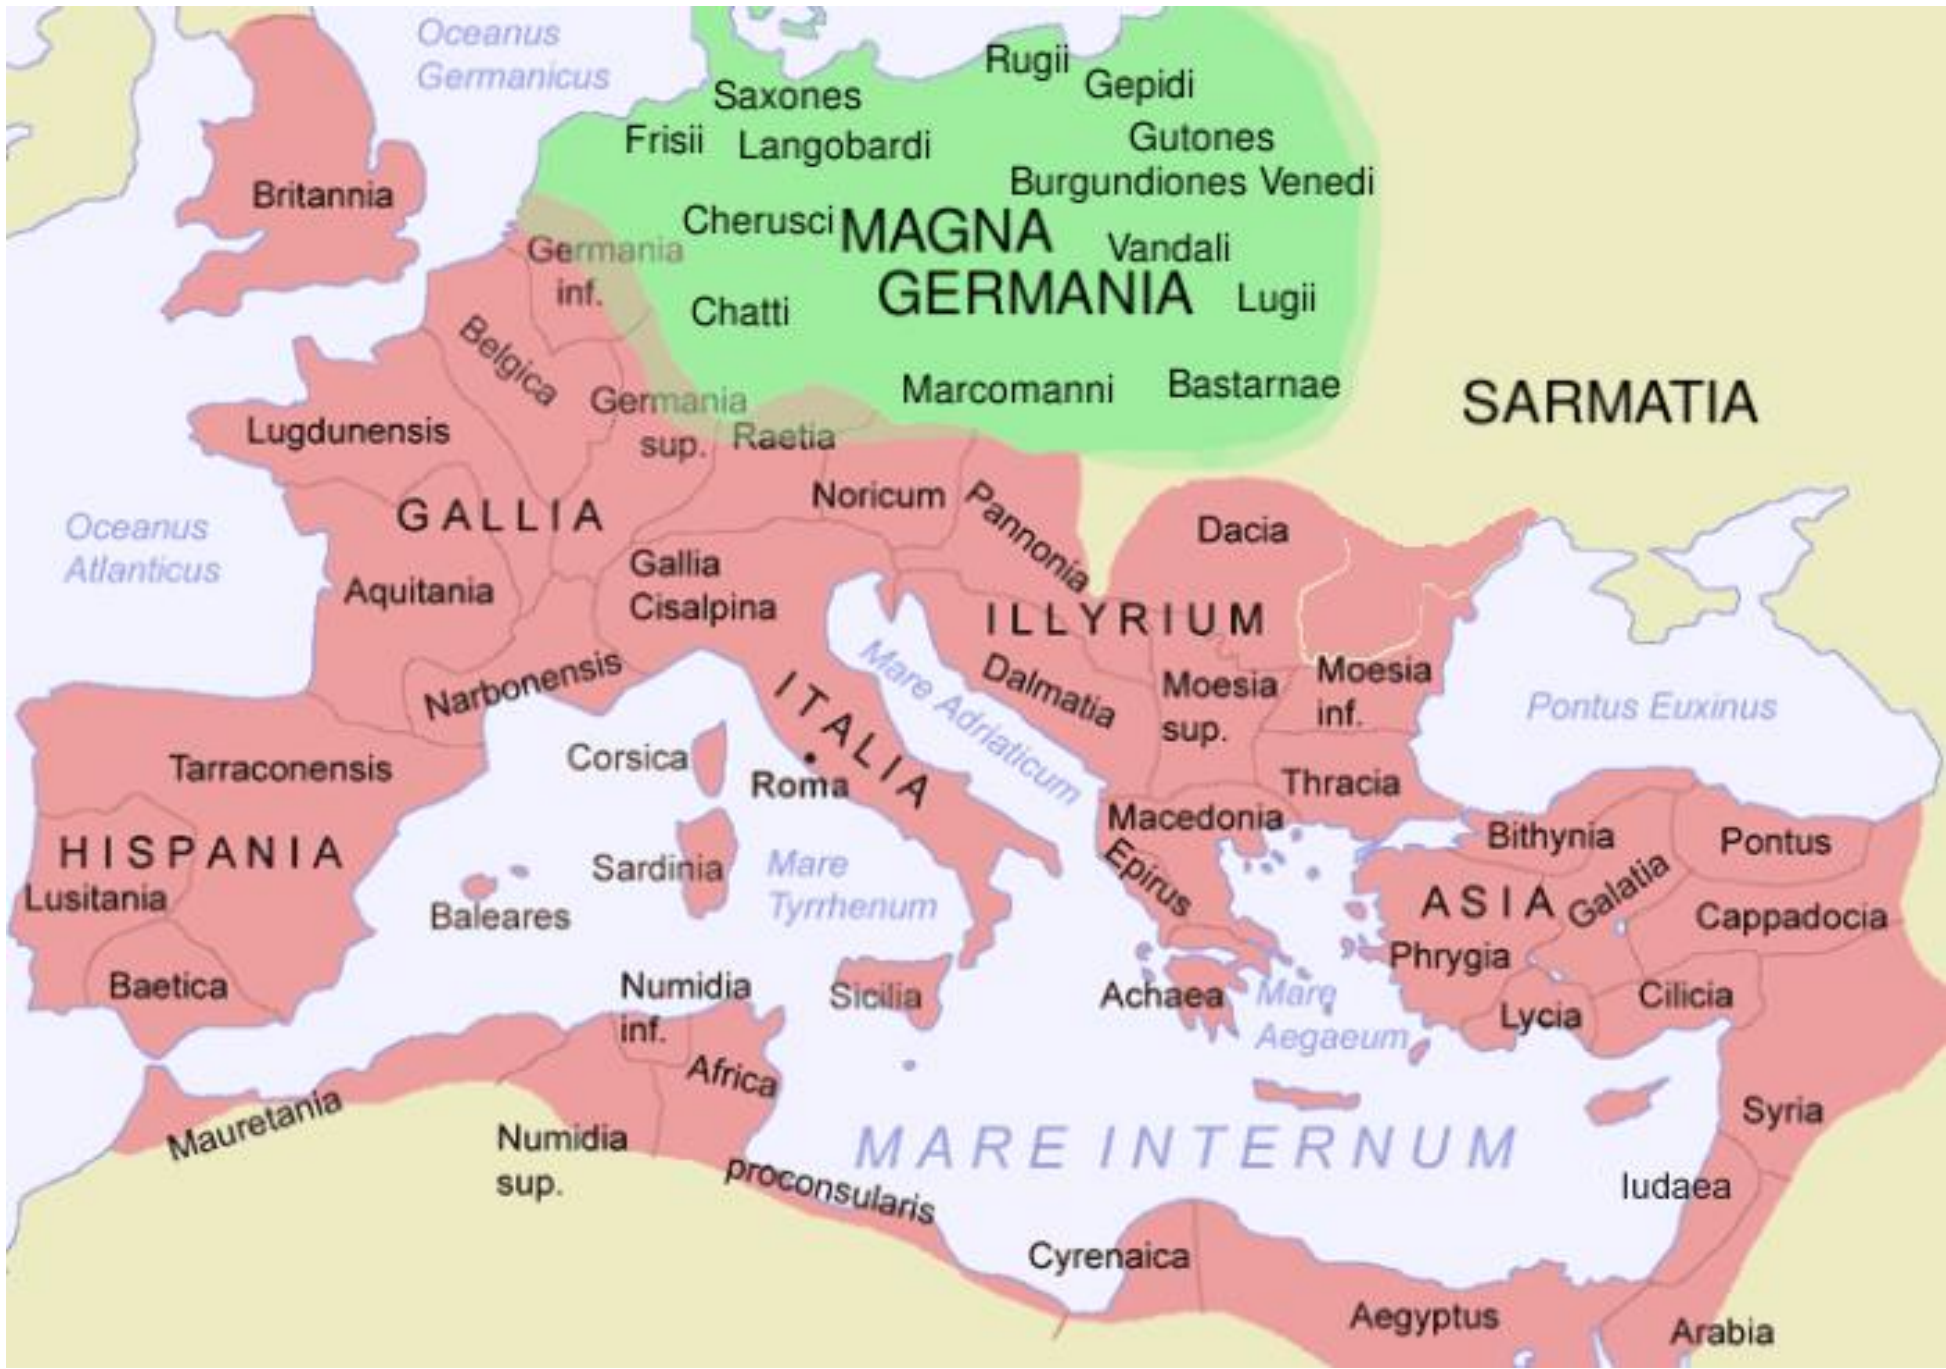 Oceanus
Germanicus
Rugii
Gepidi
Saxones
Frisii
Langobardi
Gutones
Burgundiones Venedi
Britannia
Cherusci
MAGNA
GERMANIA
Vandali
Germania
inf.
Lugii
Chatti
Belgica
Marcomanni
Bastarnae
SARMATIA
Germania
sup.
Raetia
Lugdunensis
Noricum
Pannonia
GALLIA
Dacia
Oceanus
Atlanticus
Gallia
Cisalpina
Aquitania
ILLYRIUM
Narbonensis
Mare Adriaticum
Dalmatia
Moesia
sup.
Moesia
inf.
Pontus Euxinus
ITALIA
Corsica
Roma
Tarraconensis
Thracia
Macedonia
Bithynia
Pontus
HISPANIA
Lusitania
Sardinia
Mare
Tyrrhenum
Epirus
ASIA
Galatia
Cappadocia
Baleares
Phrygia
Baetica
Numidia
inf.
Sicilia
Achaea
Mare
Aegaeum
Lycia
Cilicia
Africa
Mauretania
Numidia
sup.
MARE INTERNUM
Syria
proconsularis
Iudaea
Cyrenaica
Aegyptus
Arabia